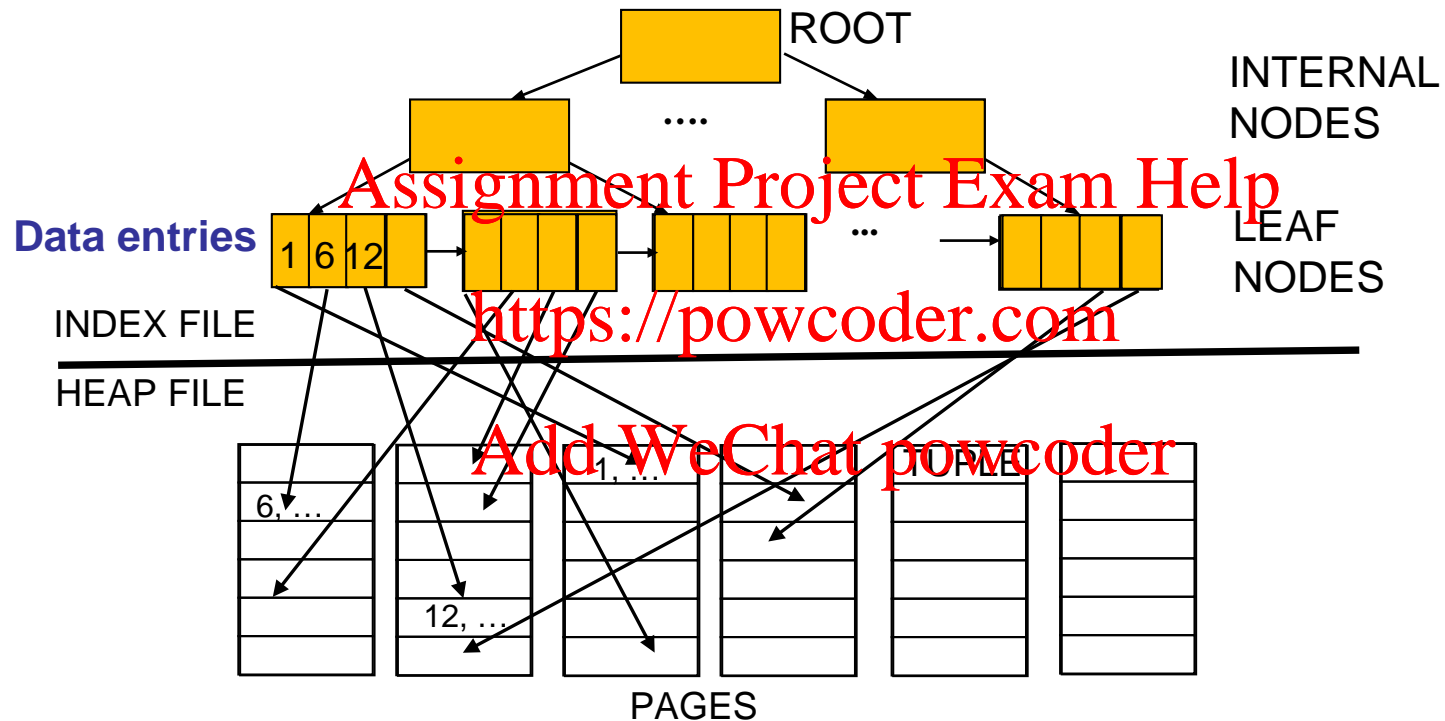 ROOT
INTERNAL
NODES
....
Assignment Project Exam Help
Data entries
1 6 12
...
LEAF
NODES
https://powcoder.com
INDEX FILE
HEAP FILE
Add WeChat powcoder
1, ...
TUPLE
6, ...
12, ...
PAGES